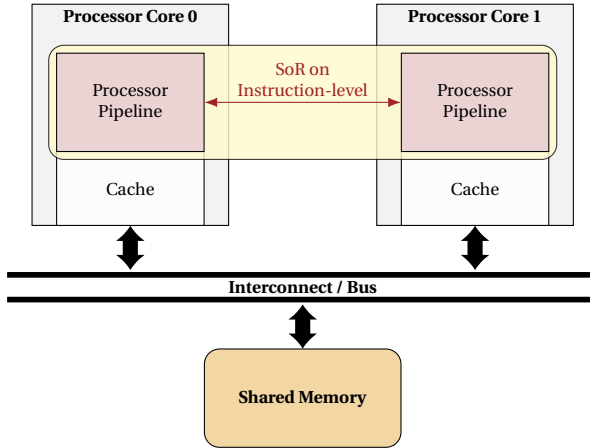 Processor Core 0
Processor Core 1
Processor
Pipeline
SoR on
Instruction-level
Processor
Pipeline
Cache
Cache
Interconnect / Bus
Shared Memory